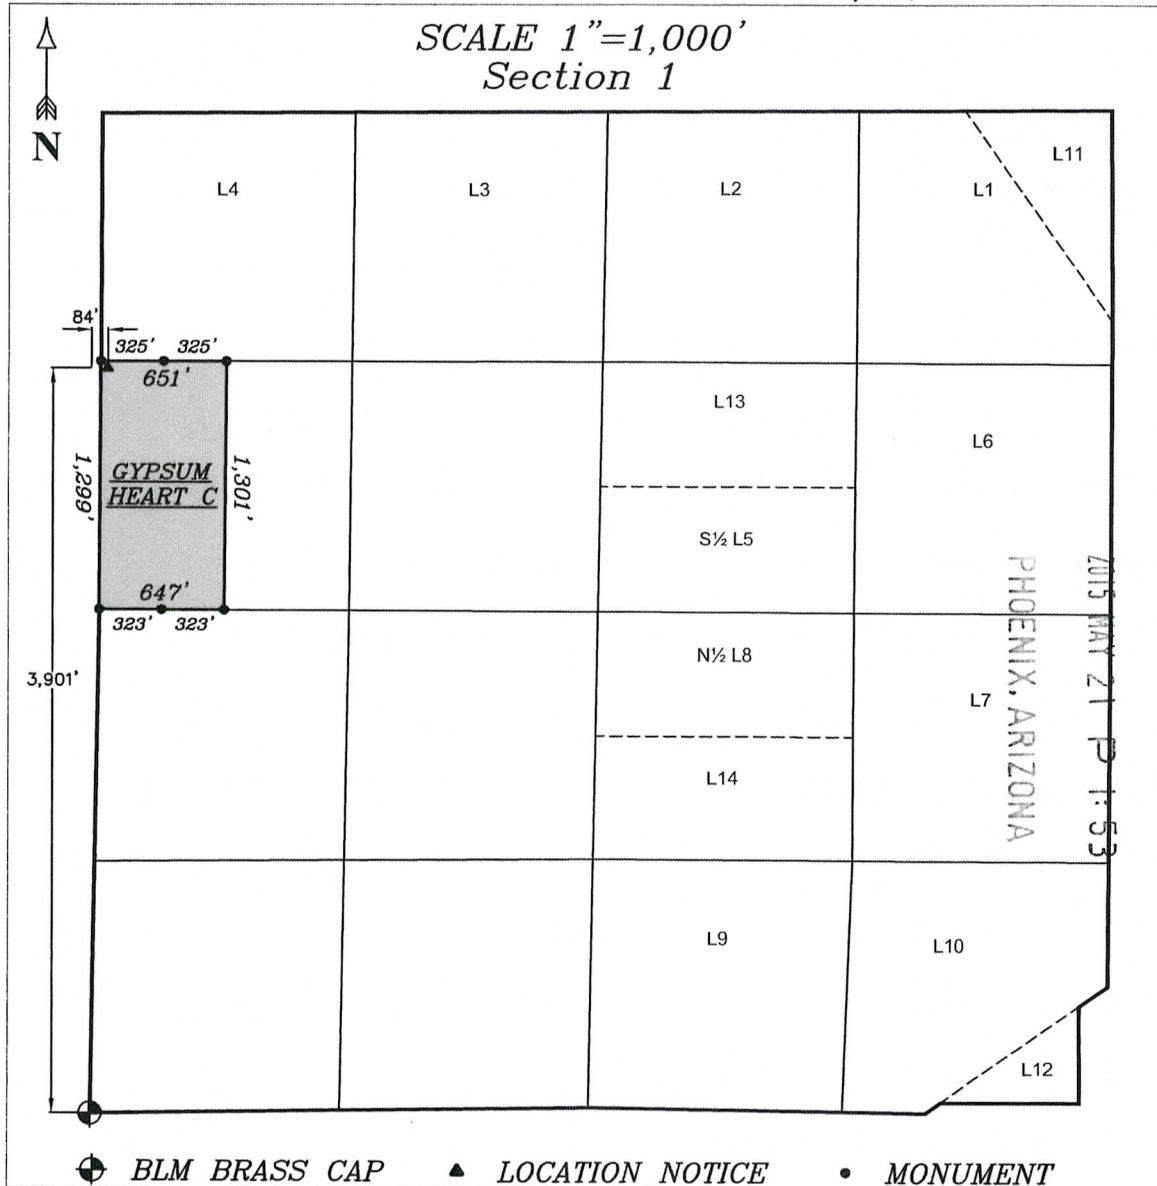 SCALE 1"=1,000'
Section 1
N
L4
L3
L2
L1
L11
84'
325'
325'
651'
L13
L6
1,299'
GYPSUM
HEART C
1,301'
S½ L5
647'
323'
323'
N½ L8
3,901'
L7
2015 MAY 21 P 1:53
PHOENIX, ARIZONA
L14
L9
L10
L12
BLM BRASS CAP
LOCATION NOTICE
MONUMENT